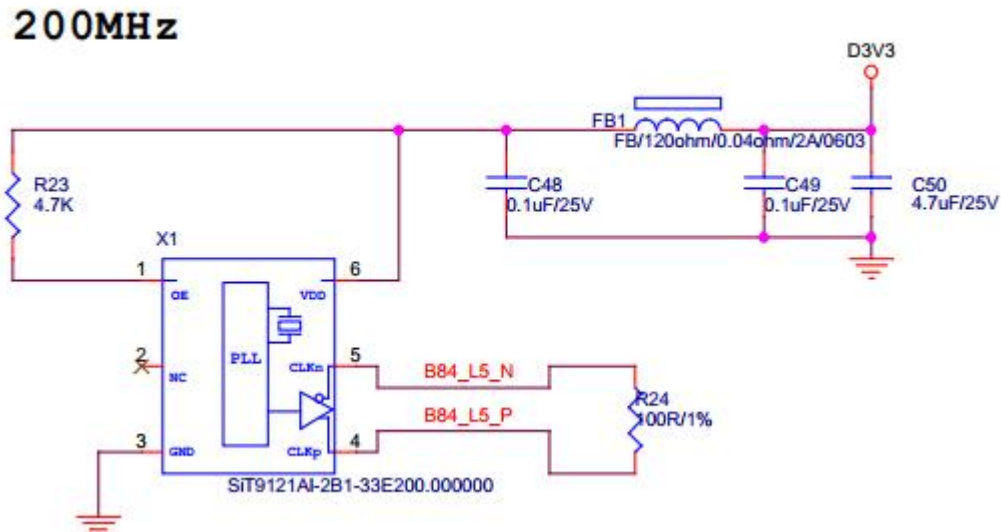 200MHz
D3V3
FB1
FB/120ohm/0.04ohm/2A/0603
R23
4.7K
C48
0.1uF/25V
C49
0.1uF/25V
C50
4.7uF/25V
X1
1
6
OE
VDD
2
NC
PLL
5
CLKn
B84_L5_N
R24
100R/1%
B84_L5_P
3
GND
4
CLKp
SiT9121AI-2B1-33E200.000000